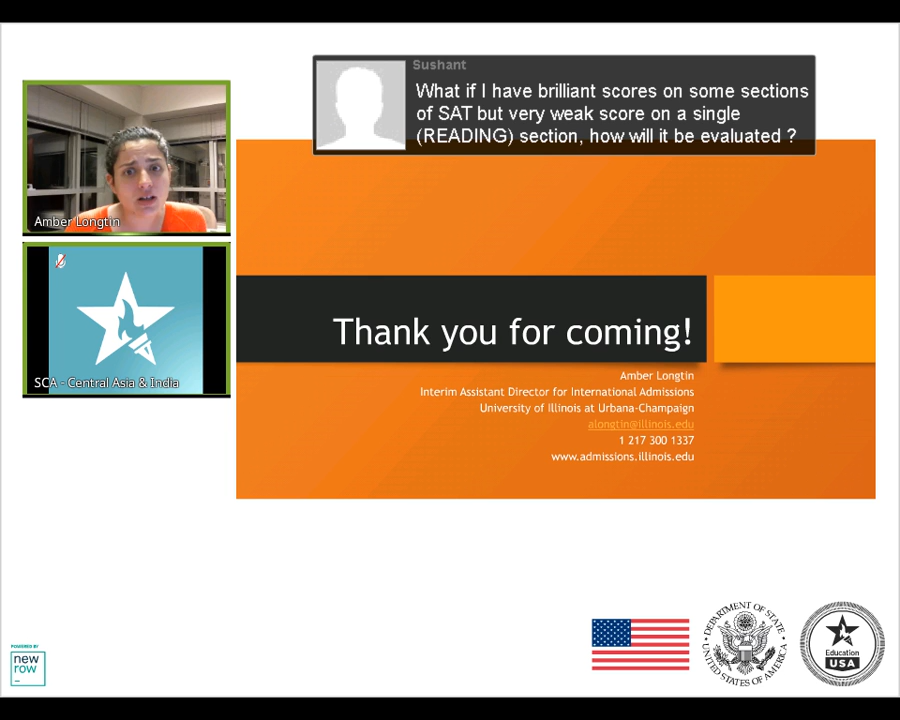 Sushant
What if I have brilliant scores on some sections
of SAT but very weak score on a single
(READING) section, how will it be evaluated ?
Amber Longtin
SCA - Central Asia & India
Thank you for coming!
Amber Longtin
Interim Assistant Director for International Admissions
University of Illinois at Urbana-Champaign
alongtin@illinois.edu
1 217 300 1337
www.admissions.illinois.edu
POWERED BY
new
row_
DEPARTMENT OF STATE
UNITED STATES OF AMERICA
Education
USA